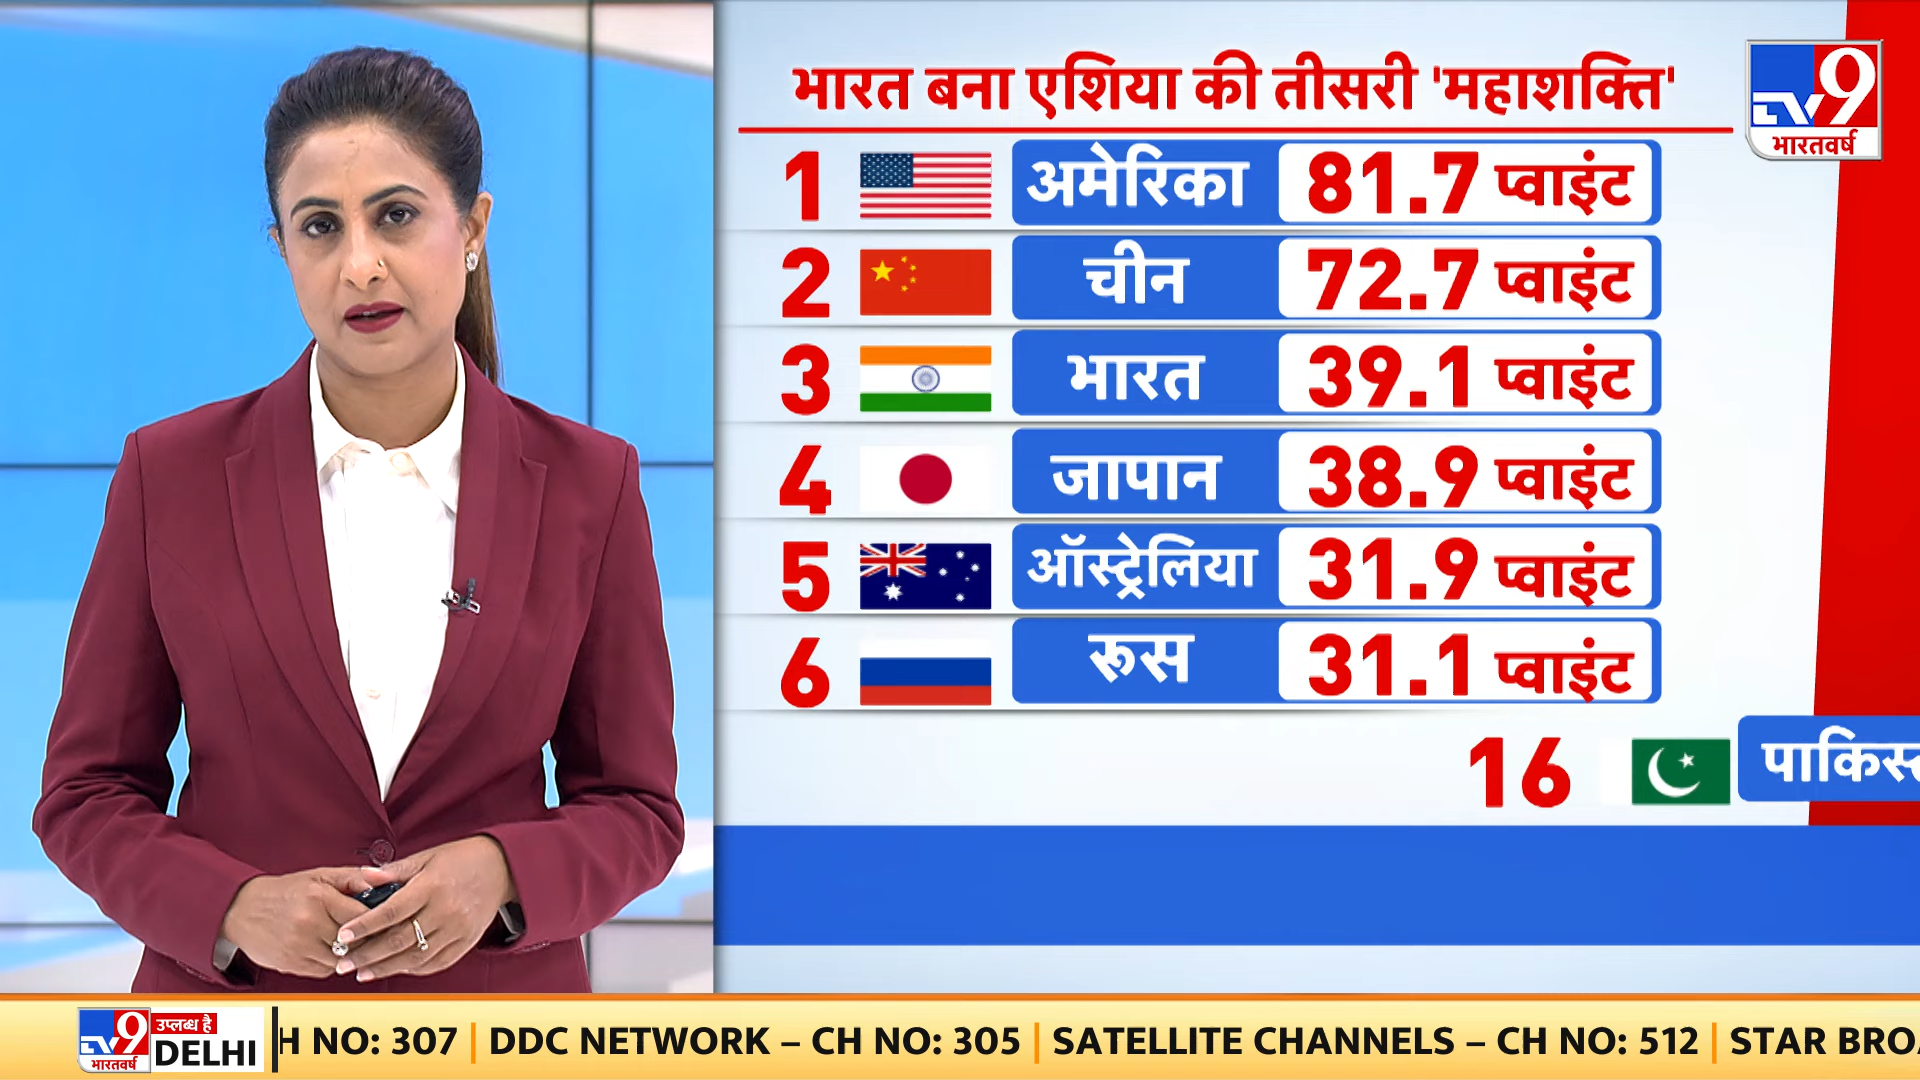 भारत बना एशिया की तीसरी 'महाशक्ति'
TV9
भारतवर्ष
1 अमेरिका 81.7 प्वाइंट
2 चीन 72.7 प्वाइंट
3 भारत 39.1 प्वाइंट
4 जापान 38.9 प्वाइंट
5 ऑस्ट्रेलिया 31.9 प्वाइंट
6 रूस 31.1 प्वाइंट
16
TV9 उपलब्ध है
भारतवर्ष DELHI
H NO: 307 | DDC NETWORK – CH NO: 305 | SATELLITE CHANNELS – CH NO: 512 | STAR